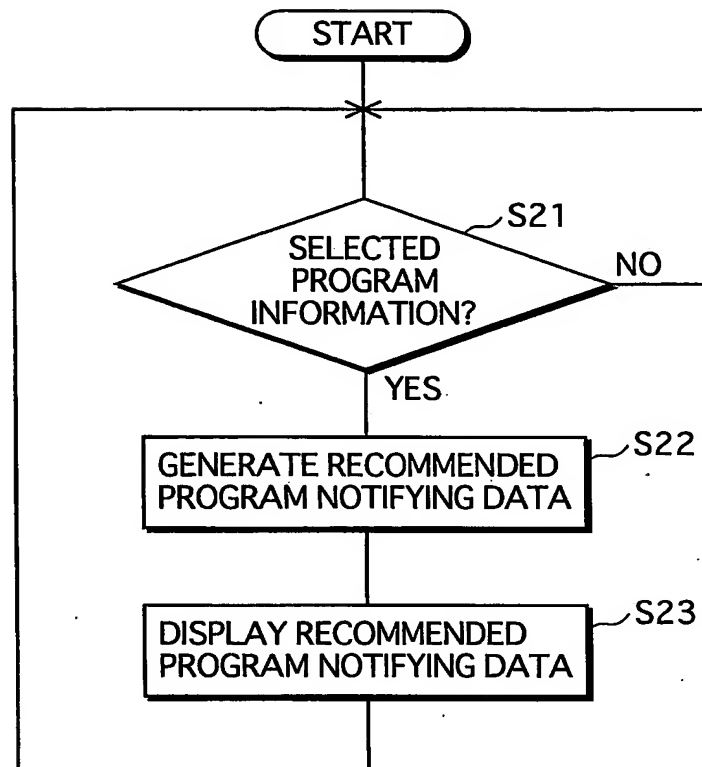 START
S21
SELECTED
PROGRAM
INFORMATION?
NO
YES
S22
GENERATE RECOMMENDED
PROGRAM NOTIFYING DATA
S23
DISPLAY RECOMMENDED
PROGRAM NOTIFYING DATA